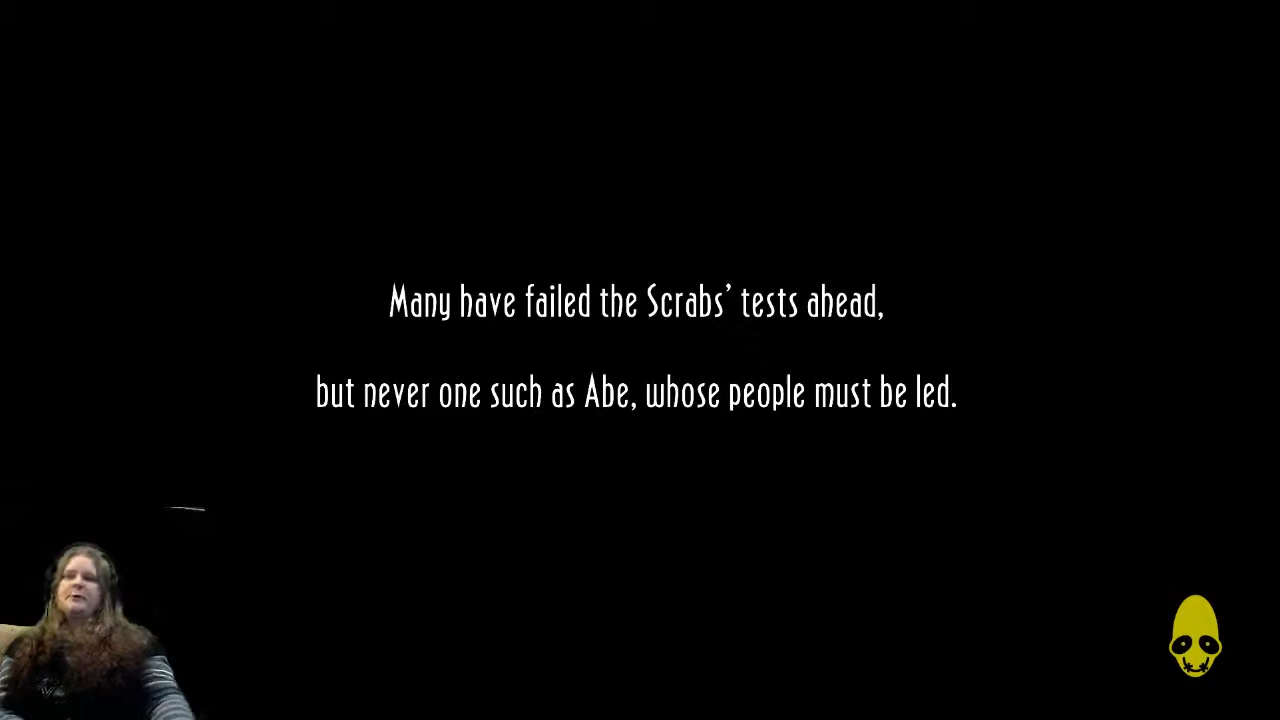 Many have failed the Scrabs’ tests ahead,
but never one such as Abe, whose people must be led.